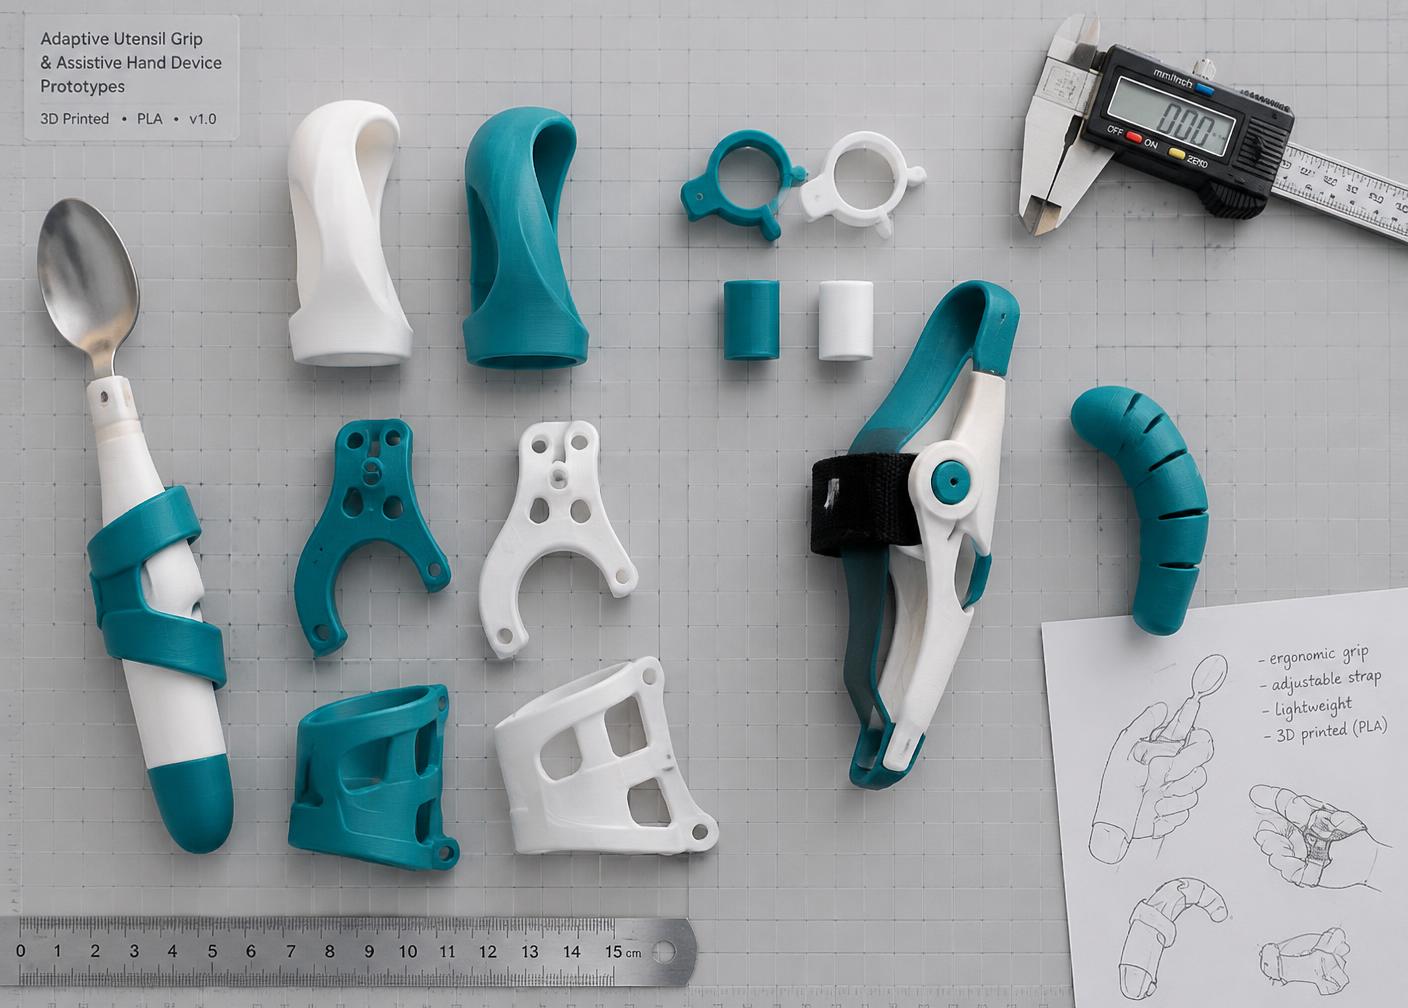 Adaptive Utensil Grip
& Assistive Hand Device
Prototypes
3D Printed • PLA • v1.0
mm/inch
000
OFF
ON
ZERO
- ergonomic grip
- adjustable strap
- Lightweight
- 3D printed (PLA)
0 1 2 3 4 5 6 7 8 9 10 11 12 13 14 15 cm